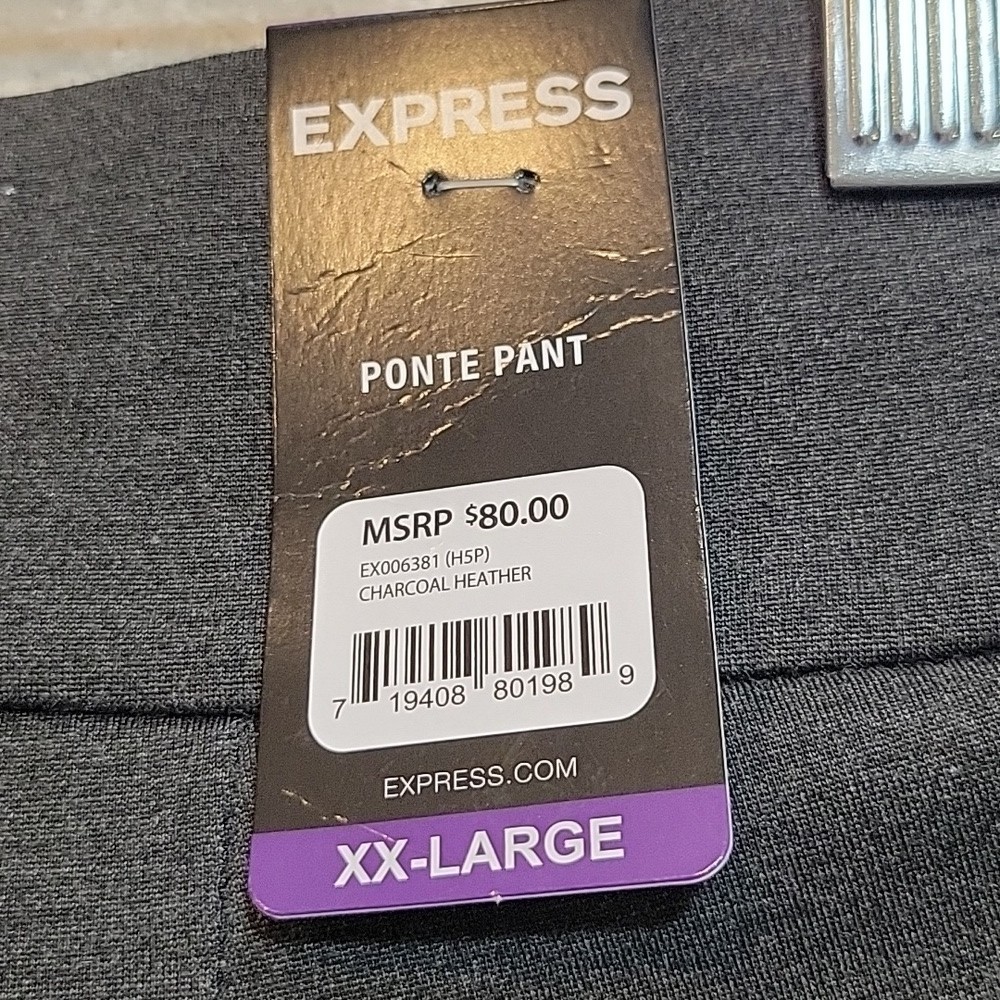 EXPRESS
PONTE PANT
MSRP $80.00
EX006381 (H5P)
CHARCOAL HEATHER
7 19408 80198 9
EXPRESS.COM
XX-LARGE